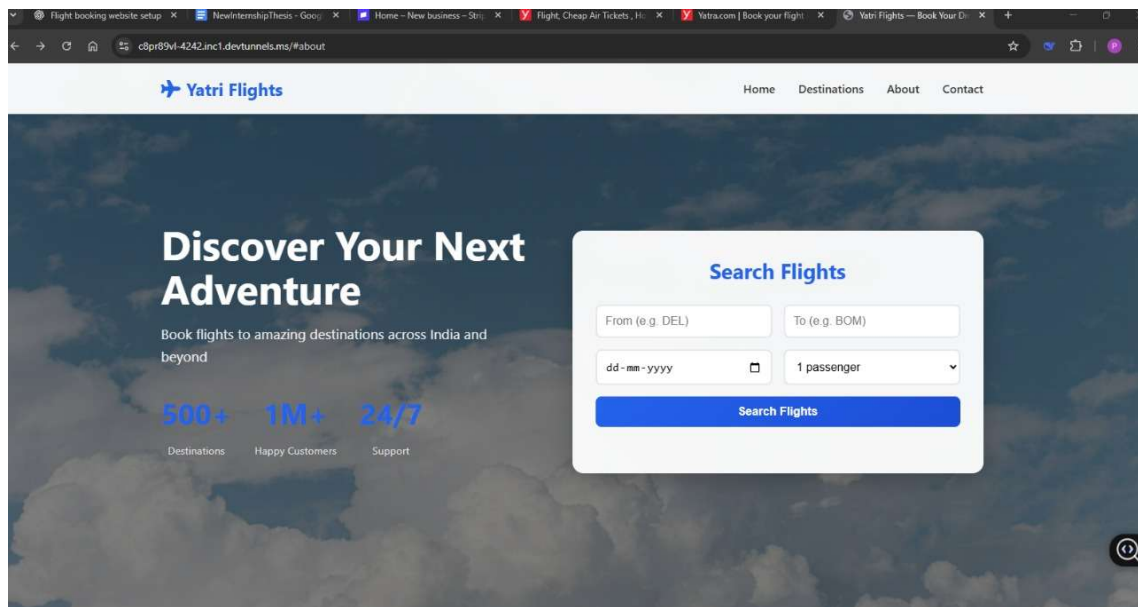 Flight booking website setup
NewInternshipThesis - Goog
Home – New business – Strip
Flight, Cheap Air Tickets , Ho
Yatra.com | Book your flight
Yatri Flights — Book Your Dr
c8pr89vl-4242.inc1.devtunnels.ms/#about
P
Yatri Flights
Home Destinations About Contact
Discover Your Next
Adventure
Book flights to amazing destinations across India and
beyond
500+ 1M+ 24/7
Destinations Happy Customers Support
Search Flights
From (e.g. DEL) To (e.g. BOM)
dd-mm-yyyy 1 passenger
Search Flights